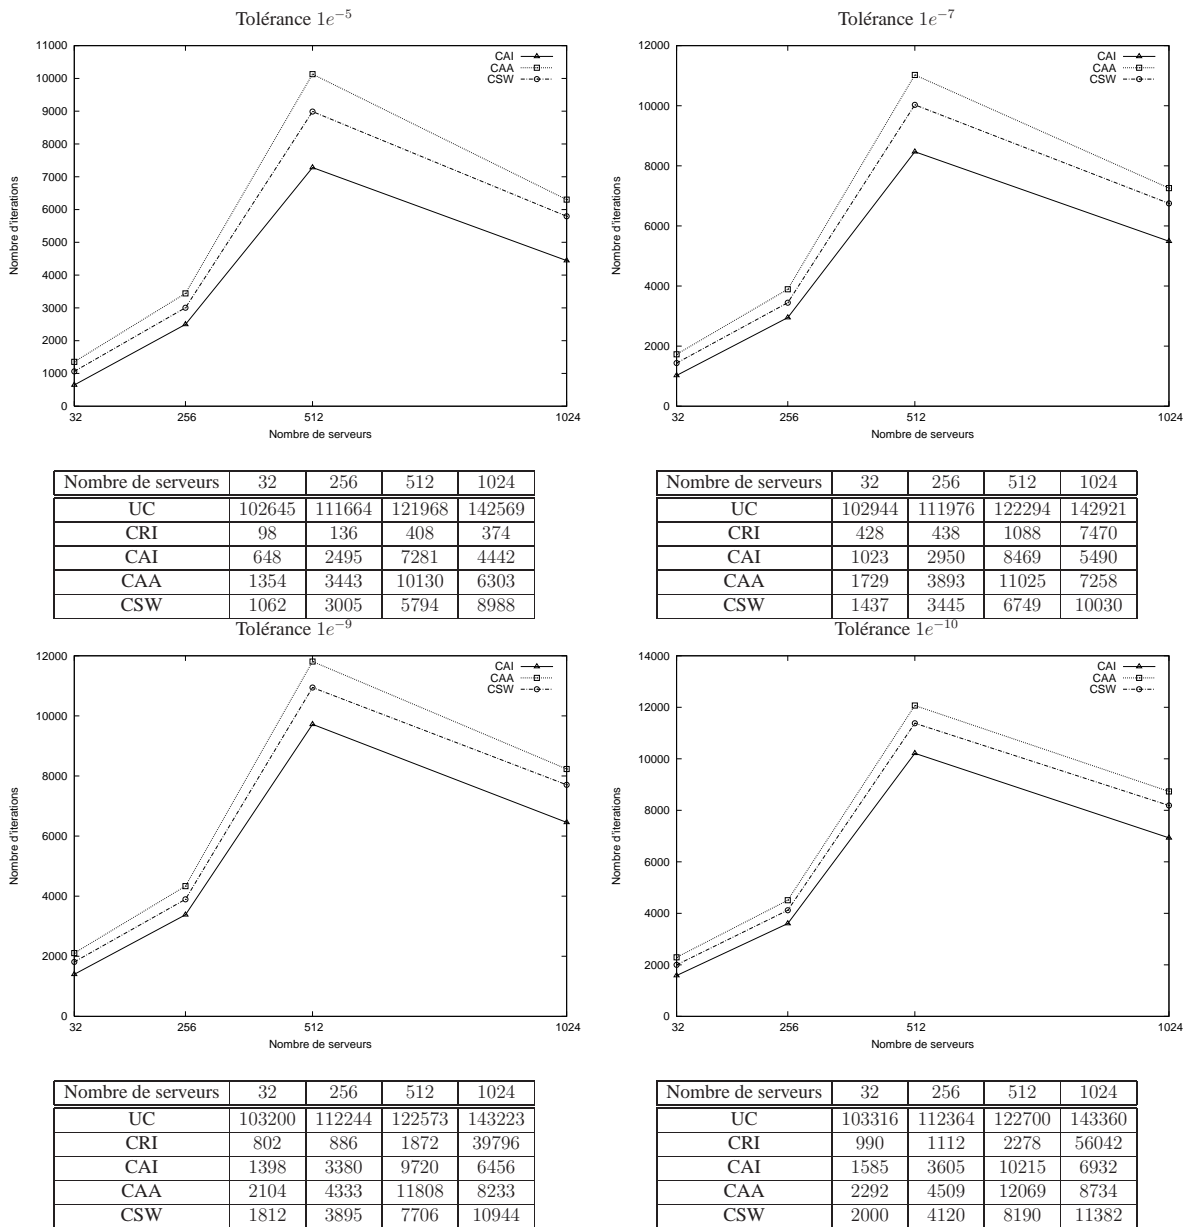 Tolérance 1e⁻⁵
11000
10000
9000
8000
7000
6000
5000
4000
3000
2000
1000
0
32
256
512
1024
Nombre d'iterations
Nombre de serveurs
CAI
CAA
CSW
Tolérance 1e⁻⁷
12000
10000
8000
6000
4000
2000
0
32
256
512
1024
Nombre d'iterations
Nombre de serveurs
CAI
CAA
CSW
Nombre de serveurs 32 256 512 1024
UC 102645 111664 121968 142569
CRI 98 136 408 374
CAI 648 2495 7281 4442
CAA 1354 3443 10130 6303
CSW 1062 3005 5794 8988
Nombre de serveurs 32 256 512 1024
UC 102944 111976 122294 142921
CRI 428 438 1088 7470
CAI 1023 2950 8469 5490
CAA 1729 3893 11025 7258
CSW 1437 3445 6749 10030
Tolérance 1e⁻⁹
12000
10000
8000
6000
4000
2000
0
32
256
512
1024
Nombre d'iterations
Nombre de serveurs
CAI
CAA
CSW
Tolérance 1e⁻¹⁰
14000
12000
10000
8000
6000
4000
2000
0
32
256
512
1024
Nombre d'iterations
Nombre de serveurs
CAI
CAA
CSW
Nombre de serveurs 32 256 512 1024
UC 103200 112244 122573 143223
CRI 802 886 1872 39796
CAI 1398 3380 9720 6456
CAA 2104 4333 11808 8233
CSW 1812 3895 7706 10944
Nombre de serveurs 32 256 512 1024
UC 103316 112364 122700 143360
CRI 990 1112 2278 56042
CAI 1585 3605 10215 6932
CAA 2292 4509 12069 8734
CSW 2000 4120 8190 11382